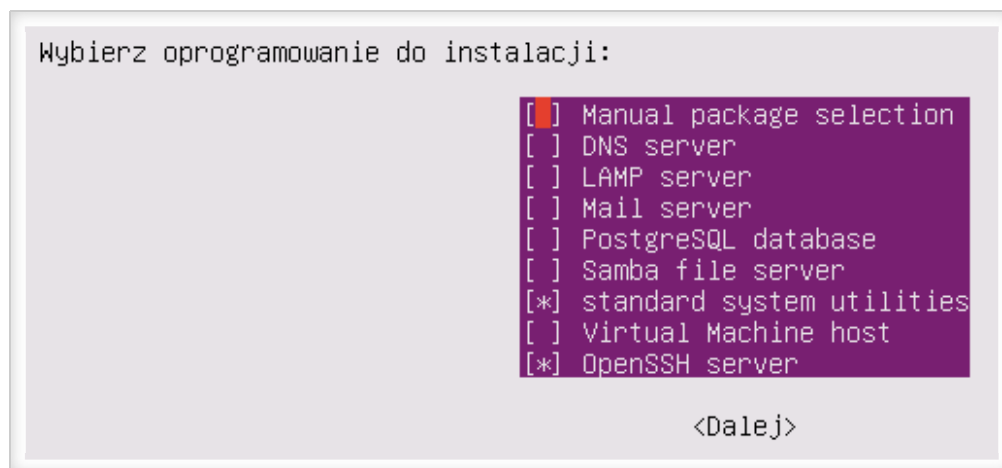 Wybierz oprogramowanie do instalacji:
[ ] Manual package selection
[ ] DNS server
[ ] LAMP server
[ ] Mail server
[ ] PostgreSQL database
[ ] Samba file server
[*] standard system utilities
[ ] Virtual Machine host
[*] OpenSSH server
<Dalej>